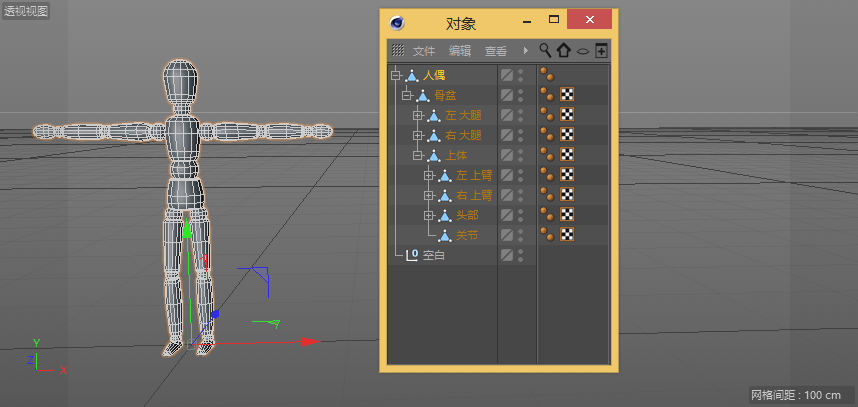 透视视图
对象
文件 编辑 查看
人偶
骨盆
左 大腿
右 大腿
上体
左 上臂
右 上臂
头部
关节
L0 空白
Y
Z
X
网格间距 : 100 cm